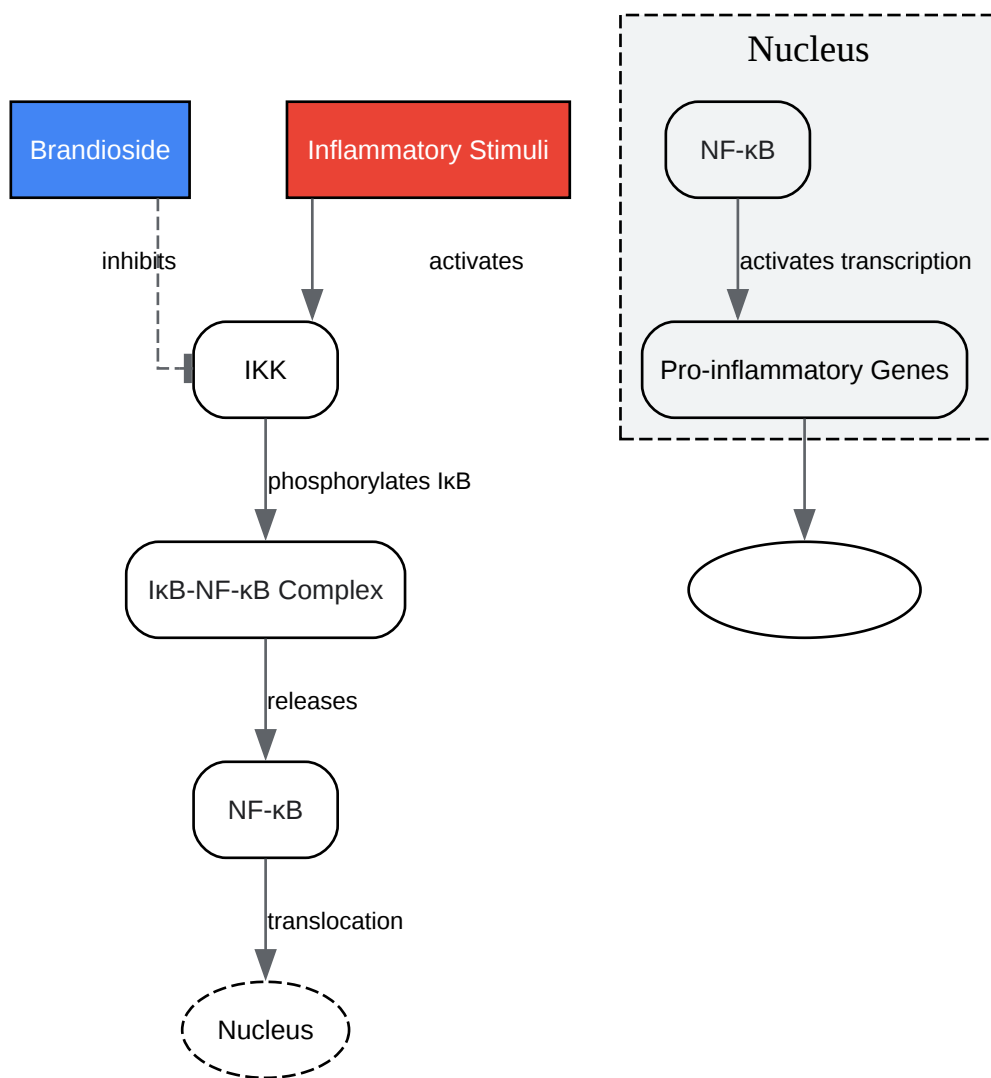 Nucleus
Brandioside
Inflammatory Stimuli
NF-κB
inhibits
activates
activates transcription
IKK
Pro-inflammatory Genes
phosphorylates IκB
IκB-NF-κB Complex
releases
NF-κB
translocation
Nucleus